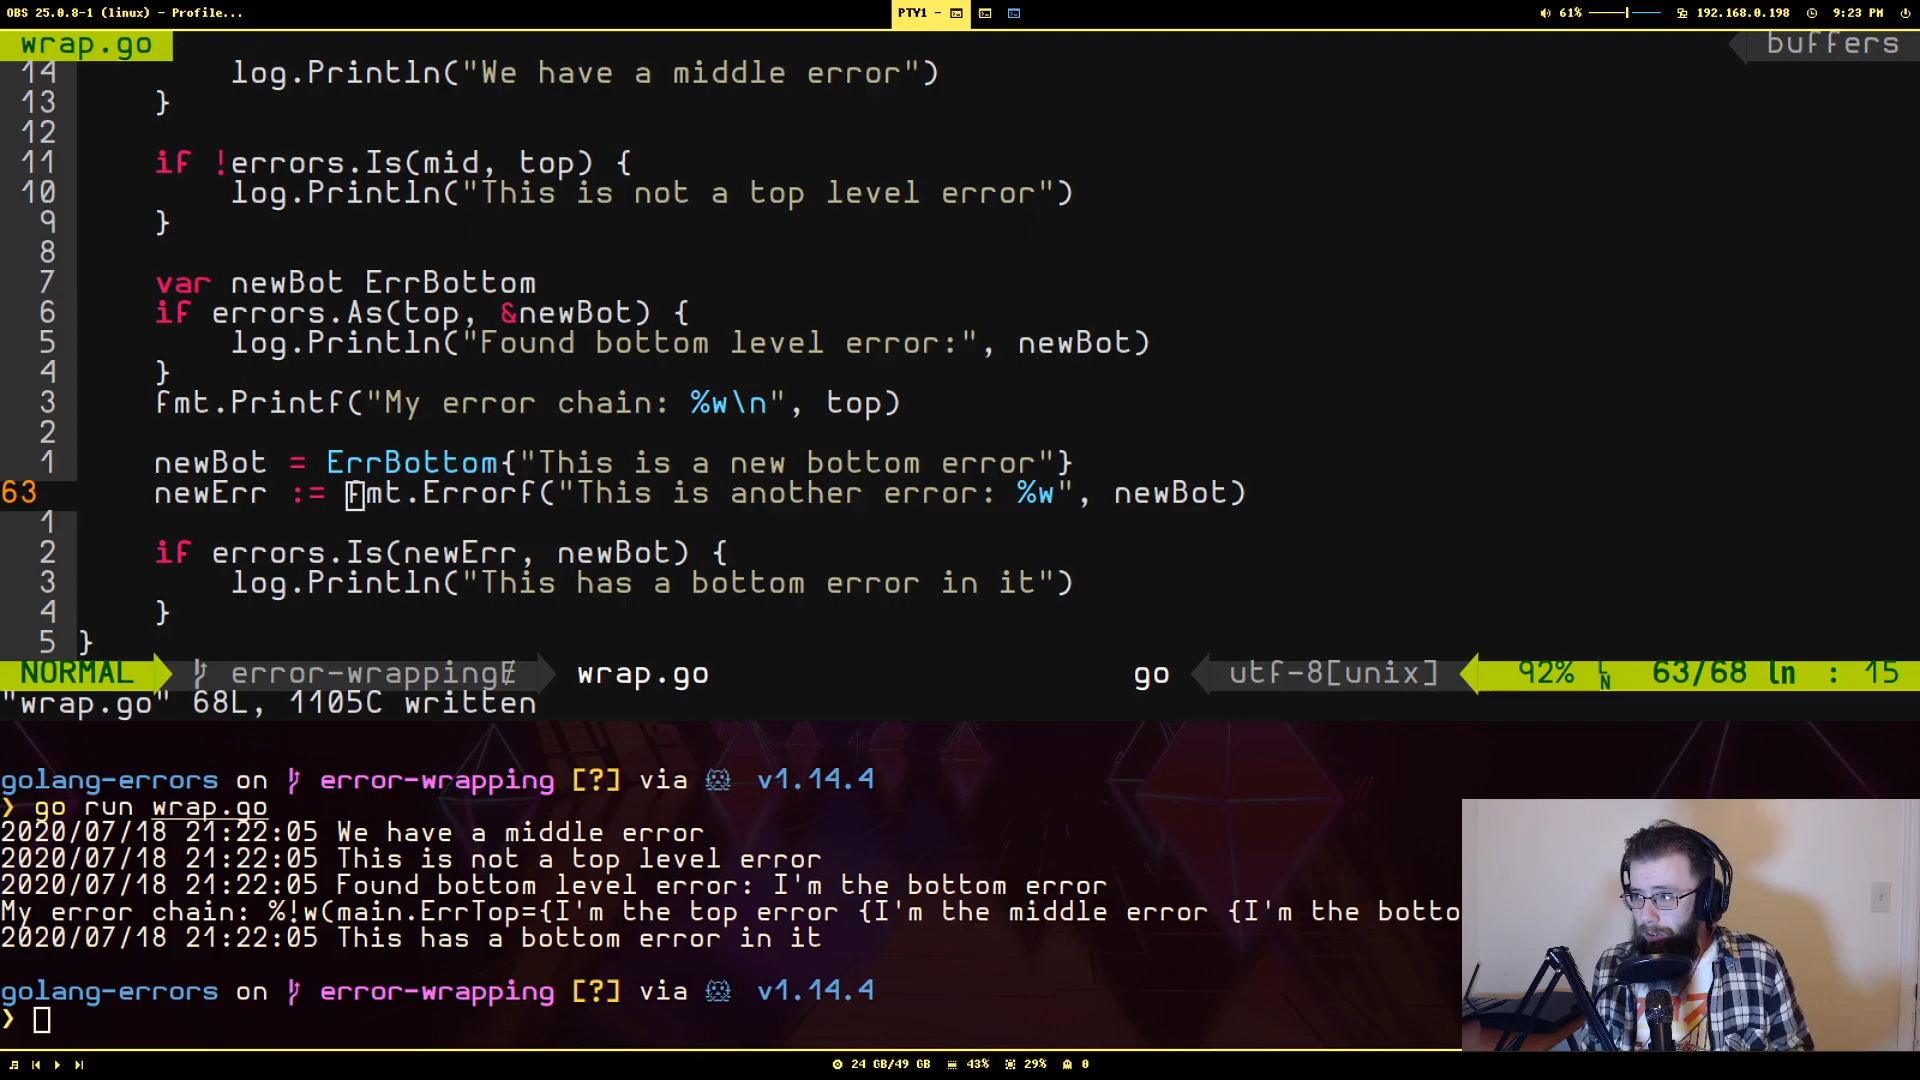 OBS 25.0.8-1 (linux) - Profile...
PTY1 -
61%
192.168.0.198
9:23 PM
wrap.go
buffers
14 log.Println("We have a middle error")
13 }
12
11 if !errors.Is(mid, top) {
10 log.Println("This is not a top level error")
9 }
8
7 var newBot ErrBottom
6 if errors.As(top, &newBot) {
5 log.Println("Found bottom level error:", newBot)
4 }
3 fmt.Printf("My error chain: %w\n", top)
2
1 newBot = ErrBottom{"This is a new bottom error"}
63 newErr := fmt.Errorf("This is another error: %w", newBot)
1
2 if errors.Is(newErr, newBot) {
3 log.Println("This has a bottom error in it")
4 }
5 }
NORMAL error-wrapping wrap.go go utf-8[unix] 92% LN 63/68 ln : 15
"wrap.go" 68L, 1105C written
golang-errors on error-wrapping [?] via v1.14.4
❯ go run wrap.go
2020/07/18 21:22:05 We have a middle error
2020/07/18 21:22:05 This is not a top level error
2020/07/18 21:22:05 Found bottom level error: I'm the bottom error
My error chain: %!w(main.ErrTop={I'm the top error {I'm the middle error {I'm the botto
2020/07/18 21:22:05 This has a bottom error in it
golang-errors on error-wrapping [?] via v1.14.4
❯
24 GB/49 GB 43% 29% 0